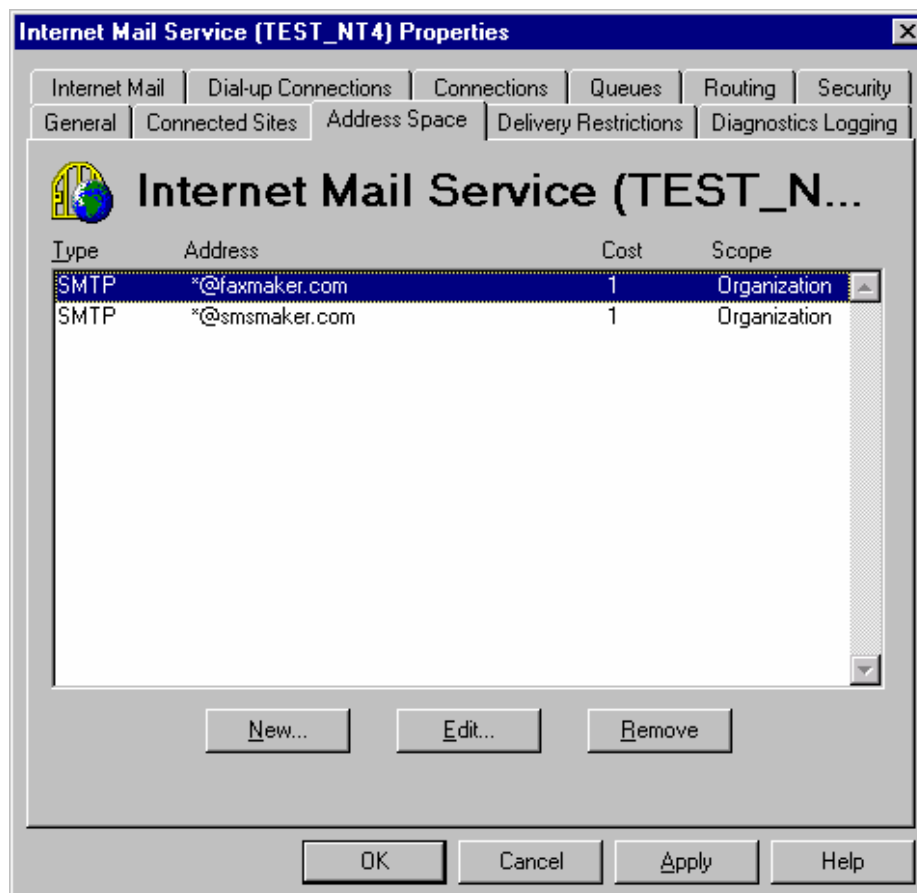 Internet Mail Service (TEST_NT4) Properties
Internet Mail Dial-up Connections Connections Queues Routing Security
General Connected Sites Address Space Delivery Restrictions Diagnostics Logging
Internet Mail Service (TEST_N...
Type Address Cost Scope
SMTP *@faxmaker.com 1 Organization
SMTP *@smsmaker.com 1 Organization
New... Edit... Remove
OK Cancel Apply Help